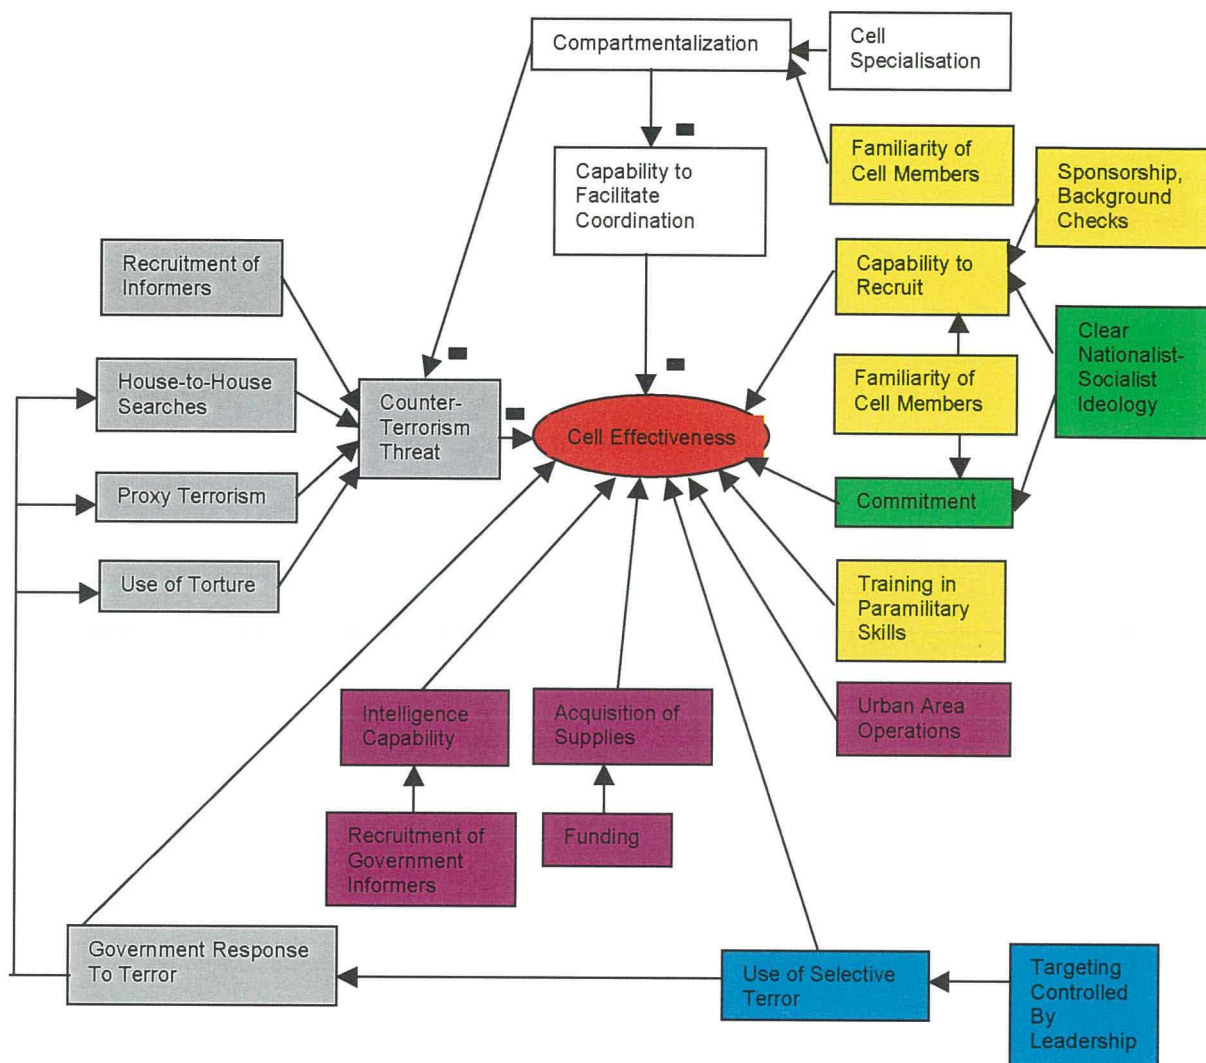 Compartmentalization
Cell
Specialisation
Familiarity of
Cell Members
Sponsorship,
Background
Checks
Capability to
Facilitate
Coordination
Recruitment of
Informers
Capability to
Recruit
Clear
Nationalist-
Socialist
Ideology
House-to-House
Searches
Counter-
Terrorism
Threat
Cell Effectiveness
Familiarity of
Cell Members
Proxy Terrorism
Commitment
Use of Torture
Training in
Paramilitary
Skills
Intelligence
Capability
Acquisition of
Supplies
Urban Area
Operations
Recruitment of
Government
Informers
Funding
Government Response
To Terror
Use of Selective
Terror
Targeting
Controlled
By
Leadership